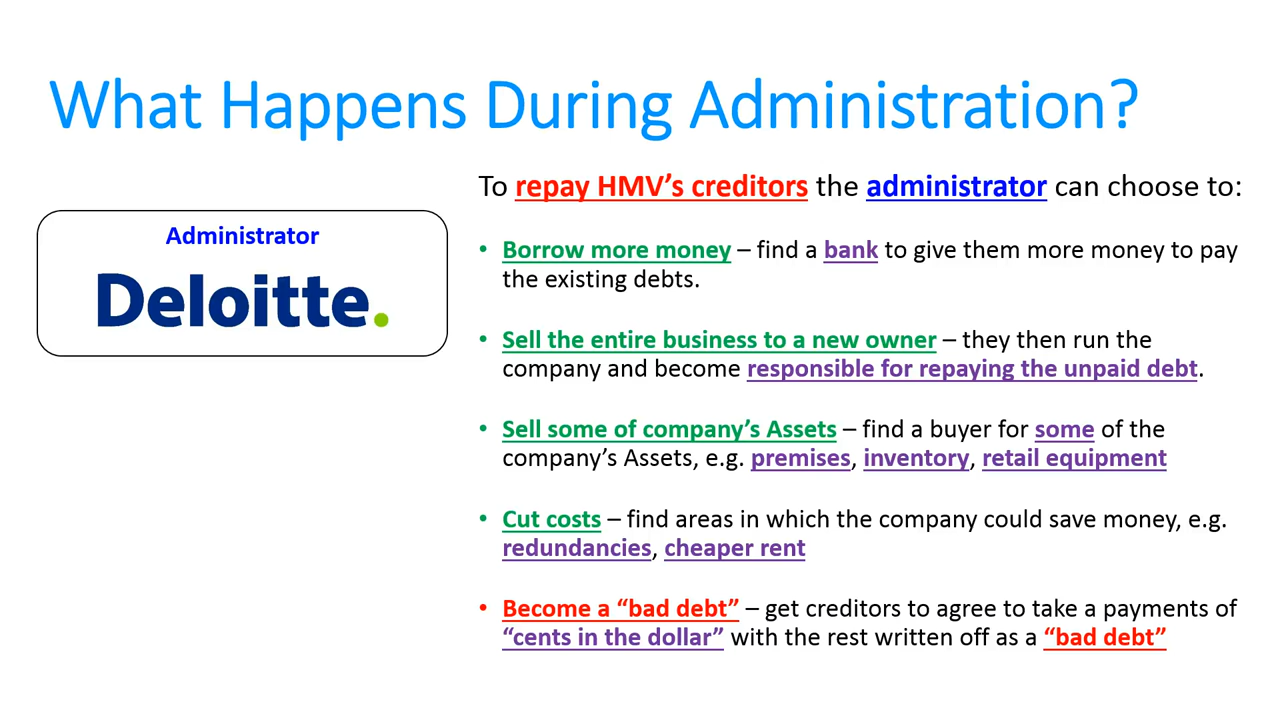 What Happens During Administration?
Administrator
Deloitte.
To repay HMV's creditors the administrator can choose to:
• Borrow more money – find a bank to give them more money to pay
the existing debts.
• Sell the entire business to a new owner – they then run the
company and become responsible for repaying the unpaid debt.
• Sell some of company's Assets – find a buyer for some of the
company's Assets, e.g. premises, inventory, retail equipment
• Cut costs – find areas in which the company could save money, e.g.
redundancies, cheaper rent
• Become a “bad debt” – get creditors to agree to take a payments of
“cents in the dollar” with the rest written off as a “bad debt”